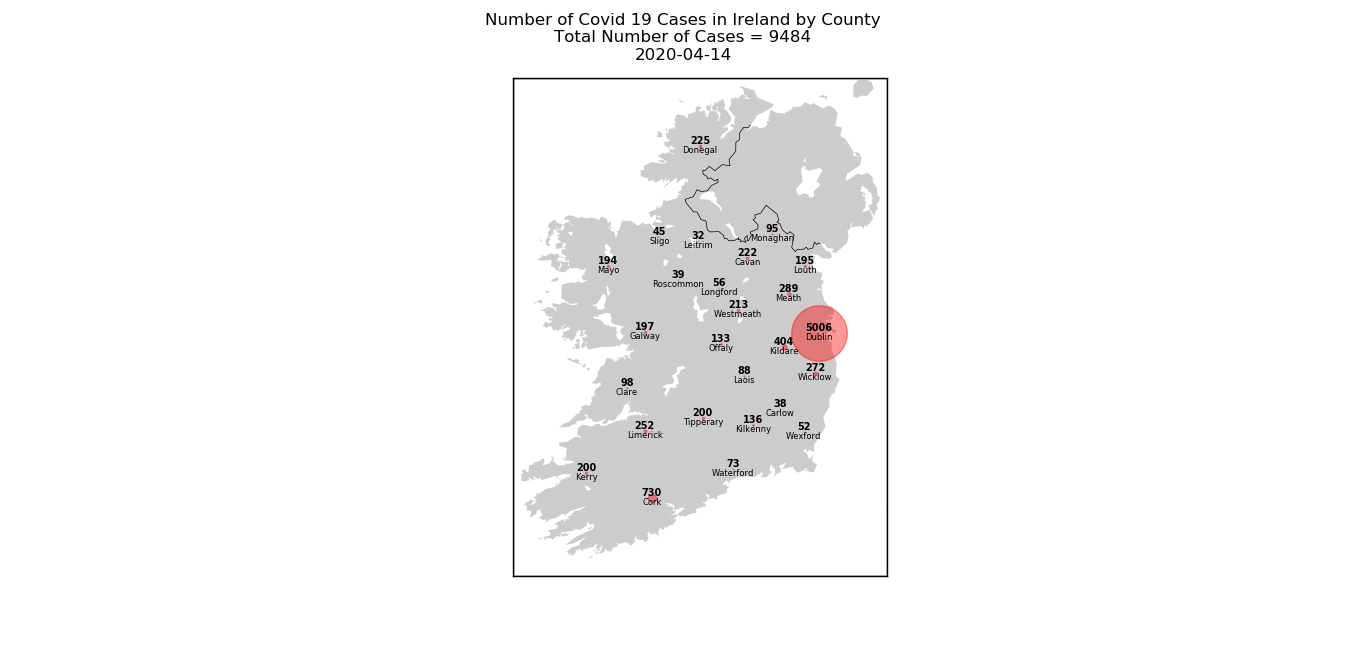 Number of Covid 19 Cases in Ireland by County
Total Number of Cases = 9484
2020-04-14
225
Donegal
45
Sligo
32
Leitrim
95
Monaghan
222
Cavan
194
Mayo
195
Louth
39
Roscommon
56
Longford
289
Meath
213
Westmeath
197
Galway
5006
Dublin
133
Offaly
404
Kildare
88
Laois
272
Wicklow
98
Clare
38
Carlow
200
Tipperary
136
Kilkenny
252
Limerick
52
Wexford
73
Waterford
200
Kerry
730
Cork